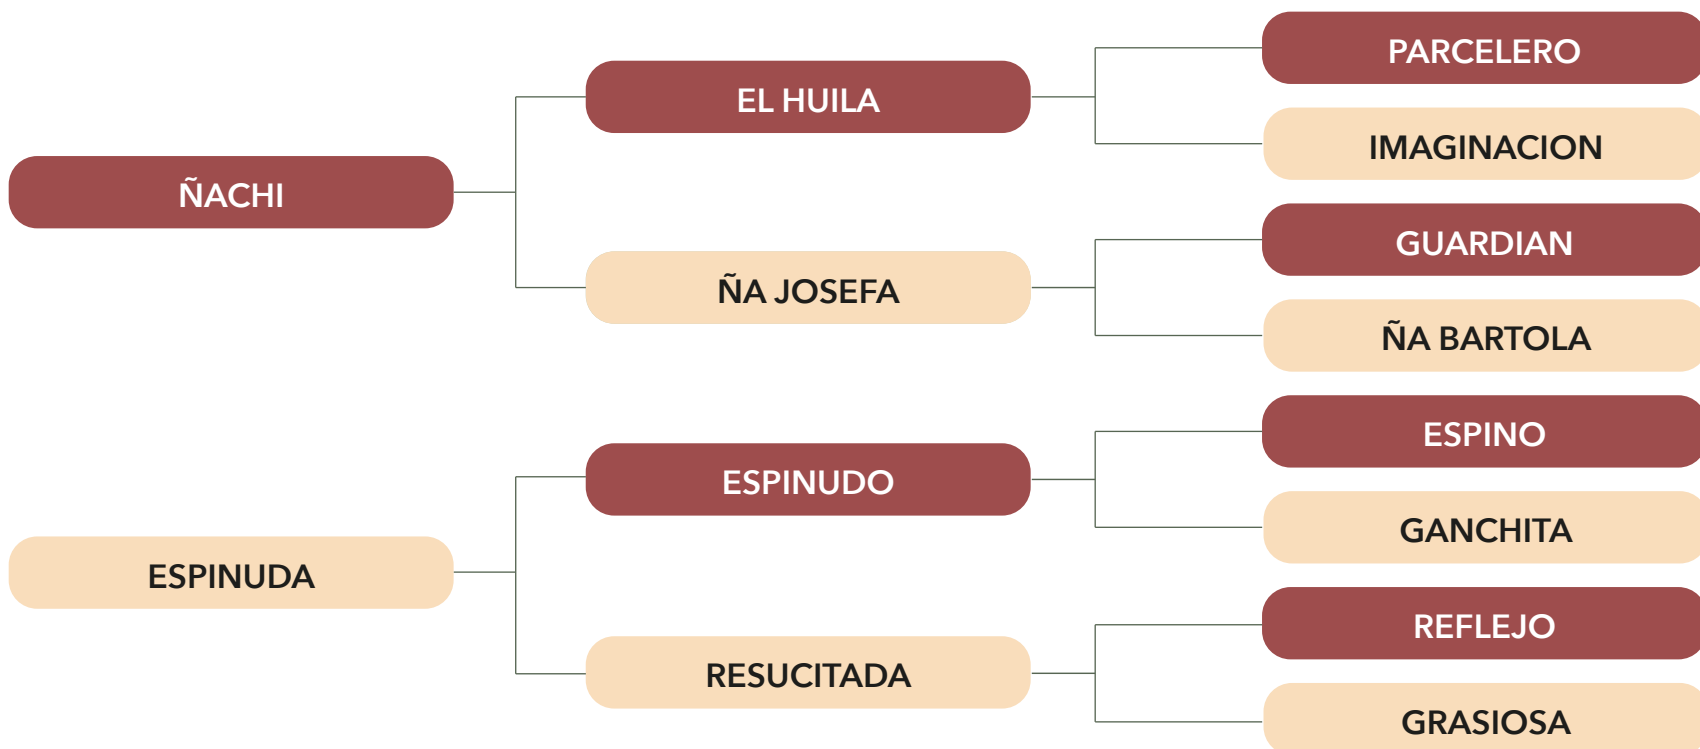 ÑACHI
EL HUILA
PARCELERO
IMAGINACION
ÑA JOSEFA
GUARDIAN
ÑA BARTOLA
ESPINUDA
ESPINUDO
ESPINO
GANCHITA
RESUCITADA
REFLEJO
GRASIOSA